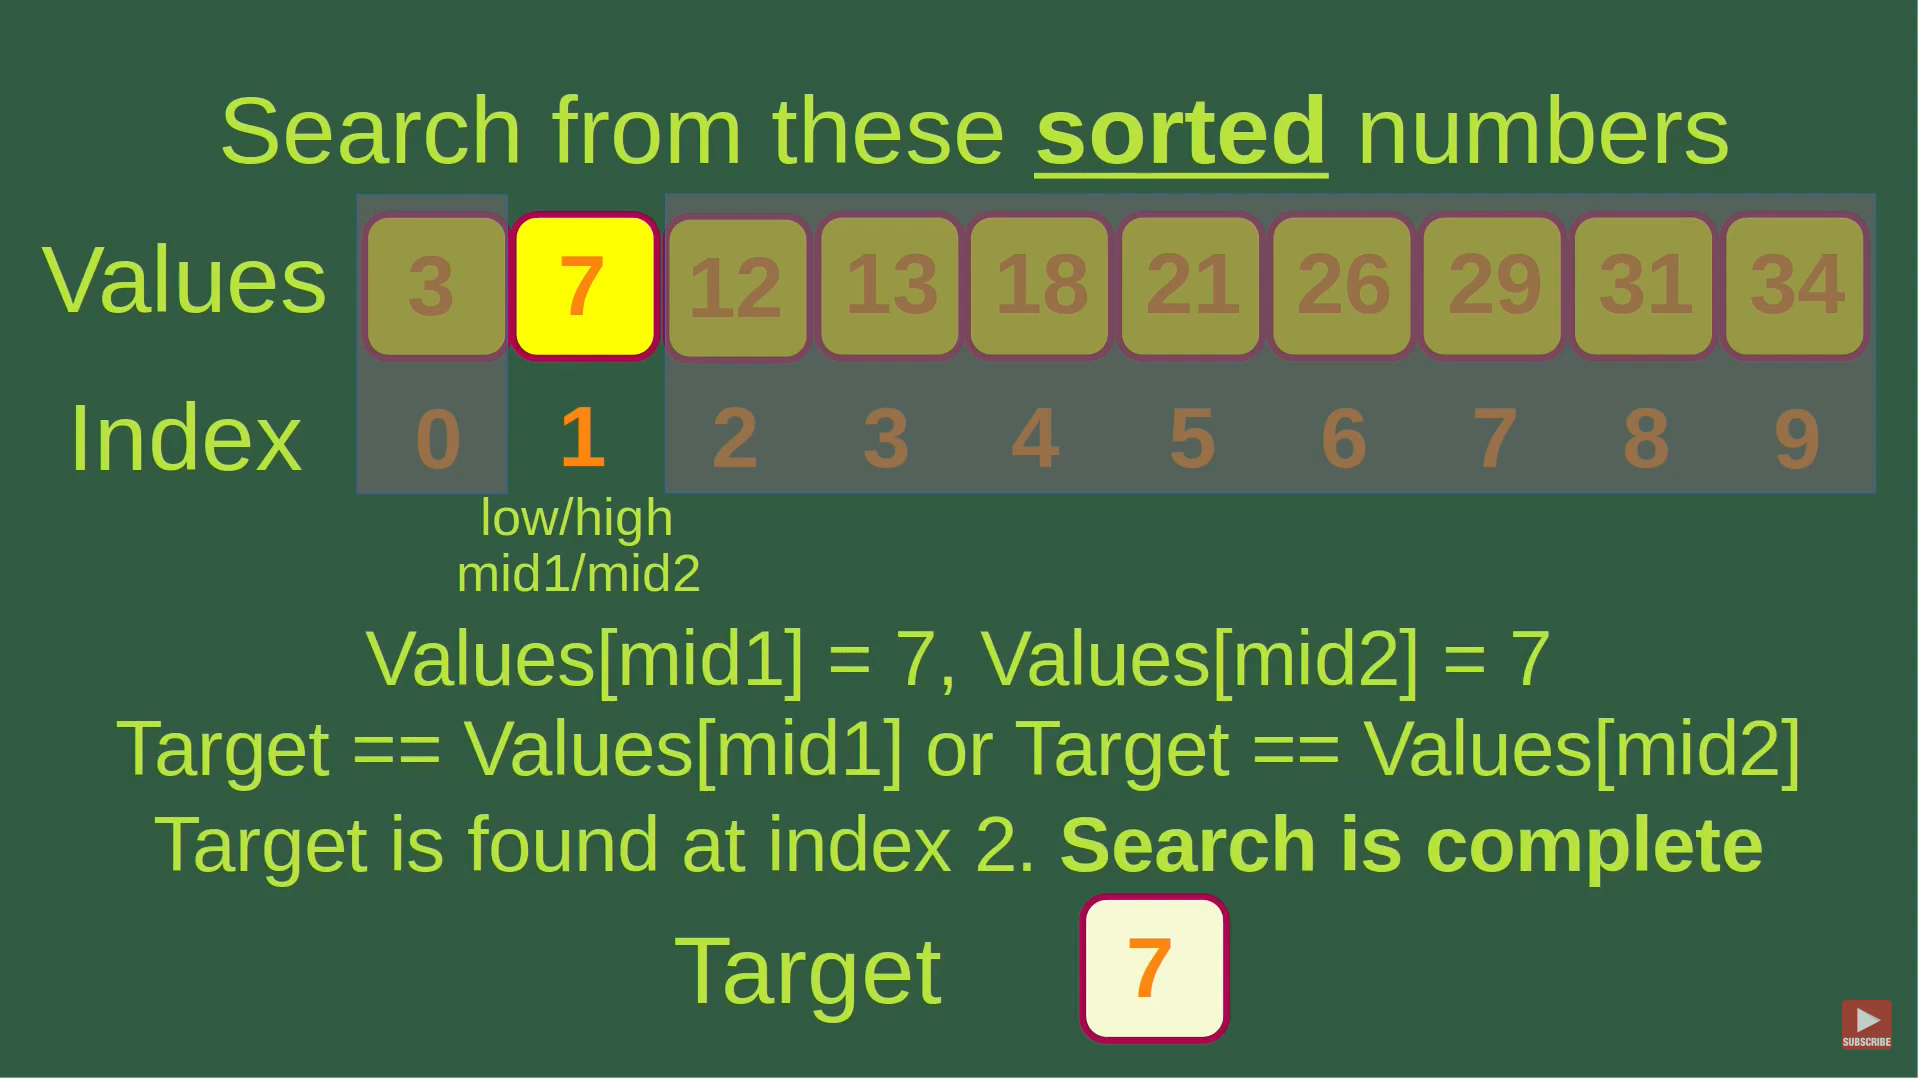 Search from these sorted numbers
Values 3 7 12 13 18 21 26 29 31 34
Index 0 1 2 3 4 5 6 7 8 9
low/high
mid1/mid2
Values[mid1] = 7, Values[mid2] = 7
Target == Values[mid1] or Target == Values[mid2]
Target is found at index 2. Search is complete
Target 7
SUBSCRIBE